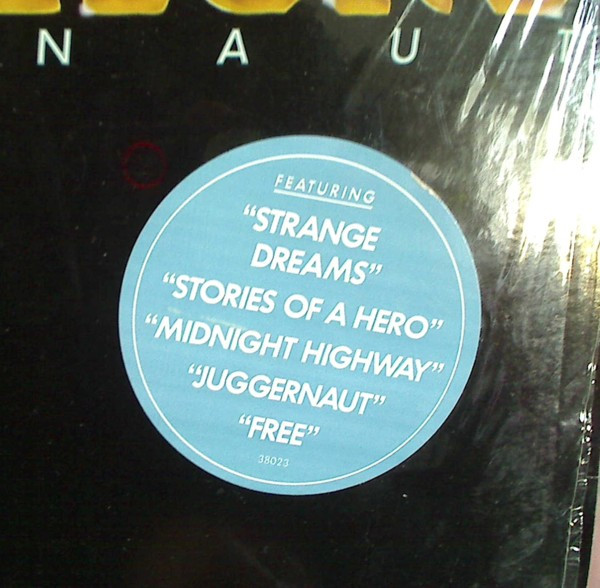 N A U T
FEATURING
“STRANGE
DREAMS”
“STORIES OF A HERO”
“MIDNIGHT HIGHWAY”
“JUGGERNAUT”
“FREE”
38023